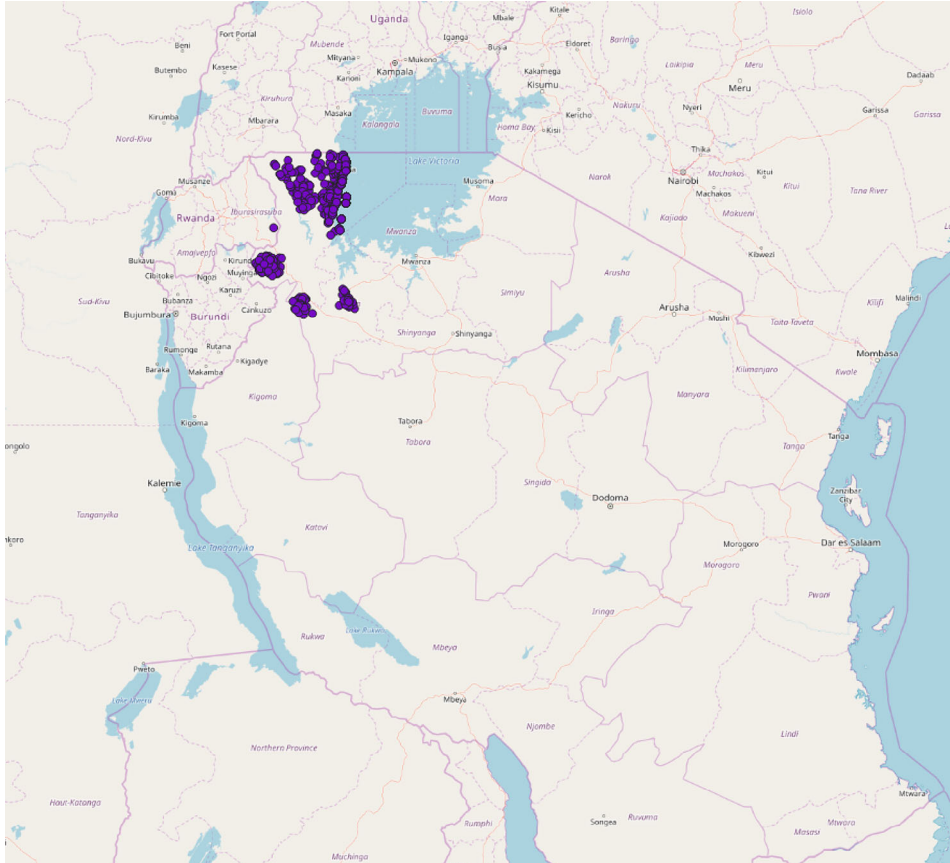 Uganda
Kitale
Isiolo
Mbale
Fort Portal
Iganga
Busia
Eldoret
Baringo
Beni
Mubende
Mityana
Mukono
Kampala
Kasese
Butembo
Kanoni
Kakamega
Kisumu
Laikipia
Meru
Meru
Dadaab
Kiruhura
Masaka
Kalangala
Buvuma
Kirumba
Mbarara
Homa Bay
Kericho
Nakuru
Nyeri
Garissa
Garissa
Nord-Kivu
Kisii
Thika
Lake Victoria
Musanze
Goma
Musoma
Mara
Narok
Nairobi
Machakos
Machakos
Kitui
Kitui
Tana River
Rwanda
Mwanza
Kajiado
Makueni
Kibwezi
Bukavu
Cibitoke
Ngozi
Muyinga
Karuzi
Mwanza
Arusha
Simiyu
Sud-Kivu
Bubanza
Bujumbura
Burundi
Cankuzo
Arusha
Moshi
Taita-Taveta
Kilifi
Malindi
Shinyanga
Shinyanga
Rumonge
Rutana
Kigadye
Baraka
Makamba
Mombasa
Kwale
Kilimanjaro
Kigoma
Manyara
Kigoma
Tabora
Tabora
Tanga
Tanga
ongolo
Kalemie
Singida
Dodoma
Zanzibar
City
Tanganyika
Katavi
nkoro
Lake Tanganyika
Morogoro
Morogoro
Dar es Salaam
Pwani
Iringa
Lake Rukwa
Rukwa
Mbeya
Pweto
Lake Mweru
Mbeya
Njombe
Lindi
Northern Province
Haut-Katanga
Mtwara
Rumphi
Songea
Ruvuma
Mtwara
Masasi
Muchinga